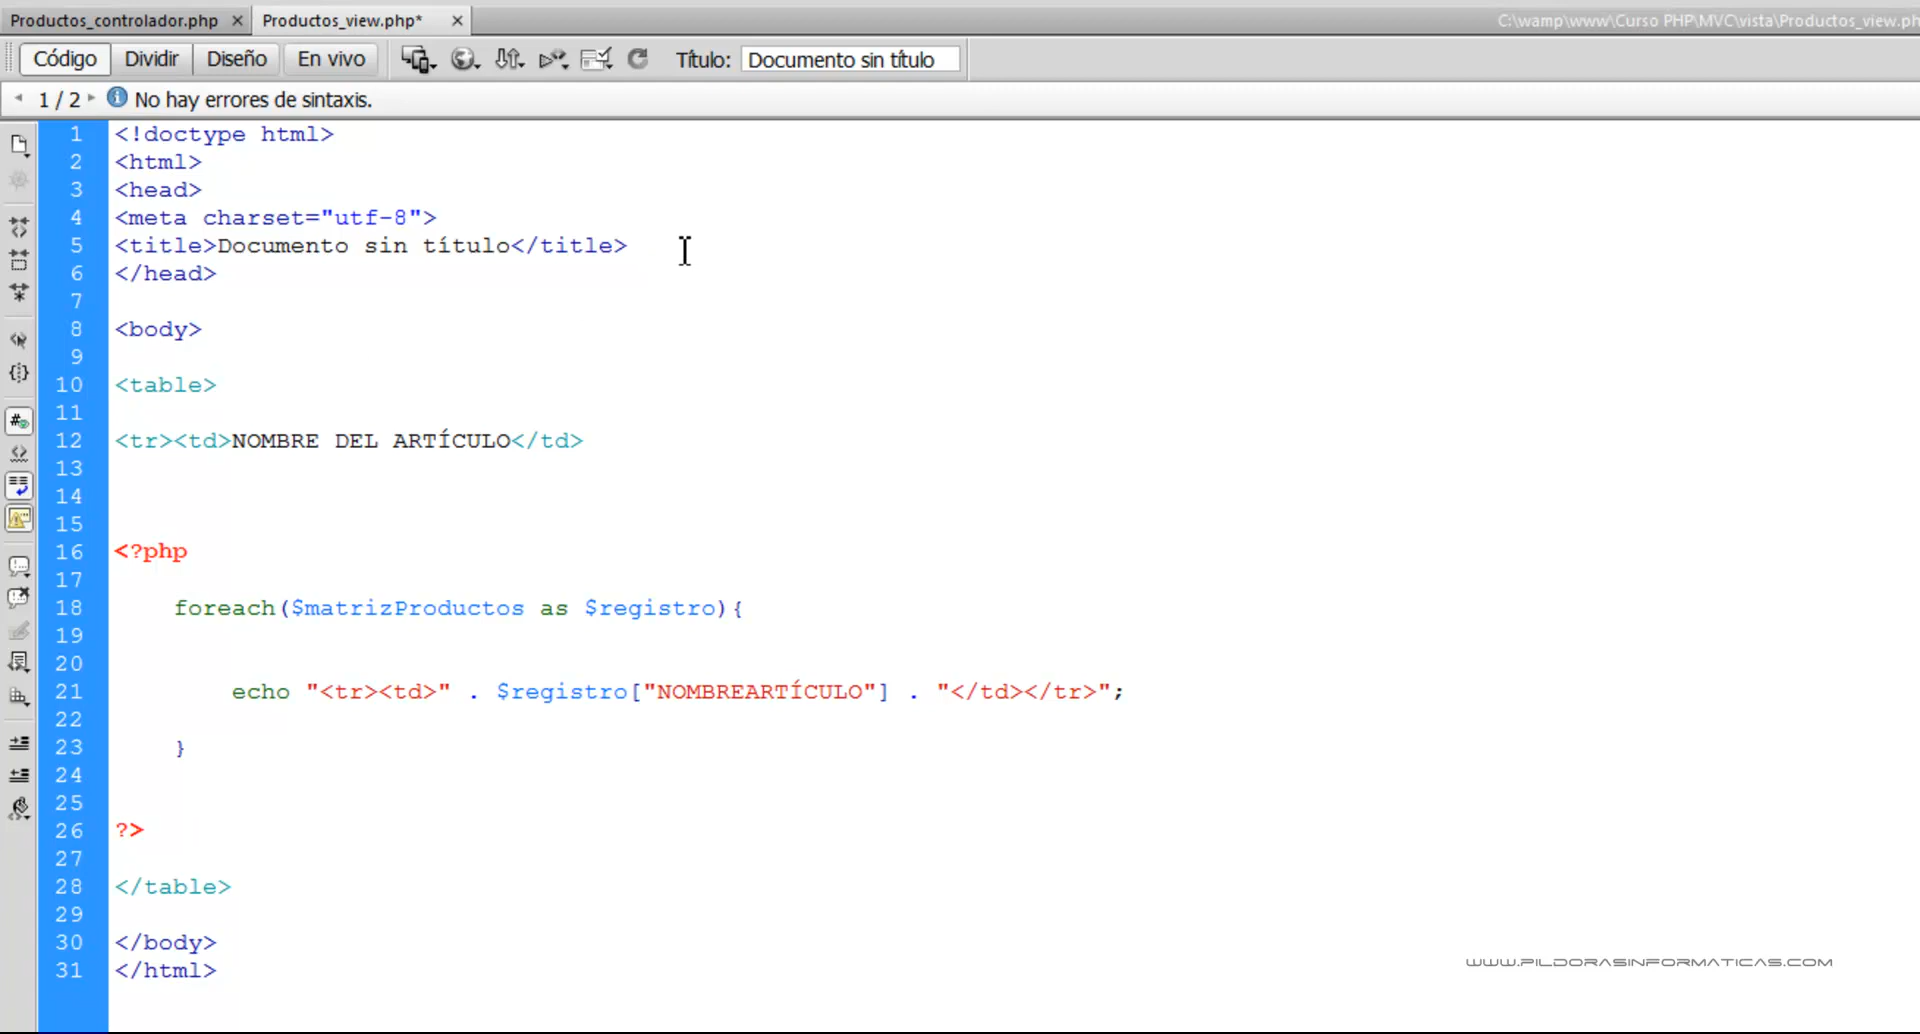 Productos_controlador.php × Productos_view.php* ×
C:\wamp\www\Curso PHP\MVC\vista\Productos_view.ph
Código Dividir Diseño En vivo Título: Documento sin título
1 / 2 No hay errores de sintaxis.
1 <!doctype html>
2 <html>
3 <head>
4 <meta charset="utf-8">
5 <title>Documento sin título</title>
6 </head>
7
8 <body>
9
10 <table>
11
12 <tr><td>NOMBRE DEL ARTÍCULO</td>
13
14
15
16 <?php
17
18 foreach($matrizProductos as $registro){
19
20
21 echo "<tr><td>" . $registro["NOMBREARTÍCULO"] . "</td></tr>";
22
23 }
24
25
26 ?>
27
28 </table>
29
30 </body>
31 </html>
WWW.PILDORASINFORMATICAS.COM